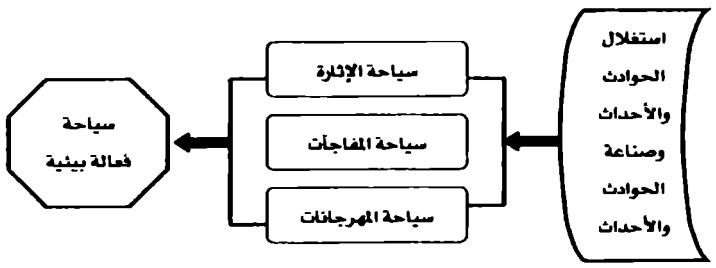 استغلال
الحوادث
والأحداث
وصناعة
الحوادث
والأحداث
سياحة الإثارة
سياحة المفاجآت
سياحة المهرجانات
سياحة
فعالة بيئية